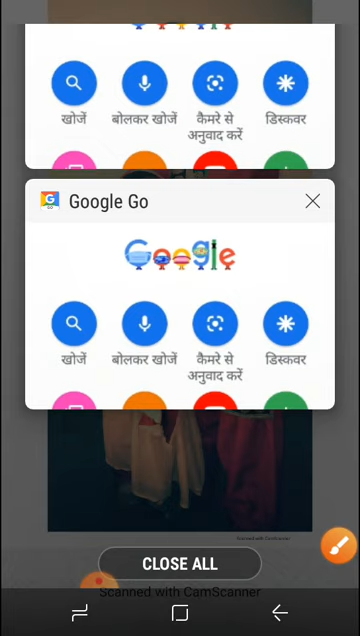 खोजें बोलकर खोजें कैमरे से अनुवाद करें डिस्कवर
Google Go
Google
खोजें बोलकर खोजें कैमरे से अनुवाद करें डिस्कवर
Scanned with CamScanner
CLOSE ALL
Scanned with CamScanner